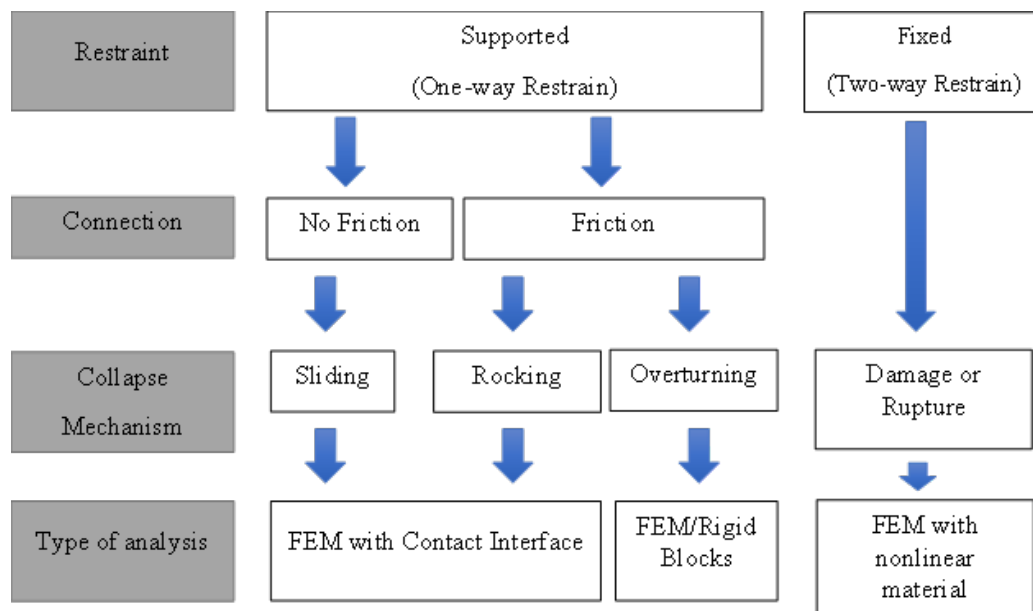 Restraint
Supported
(One-way Restrain)
Fixed
(Two-way Restrain)
Connection
No Friction
Friction
Collapse
Mechanism
Sliding
Rocking
Overturning
Damage or
Rupture
Type of analysis
FEM with Contact Interface
FEM/Rigid
Blocks
FEM with
nonlinear
material